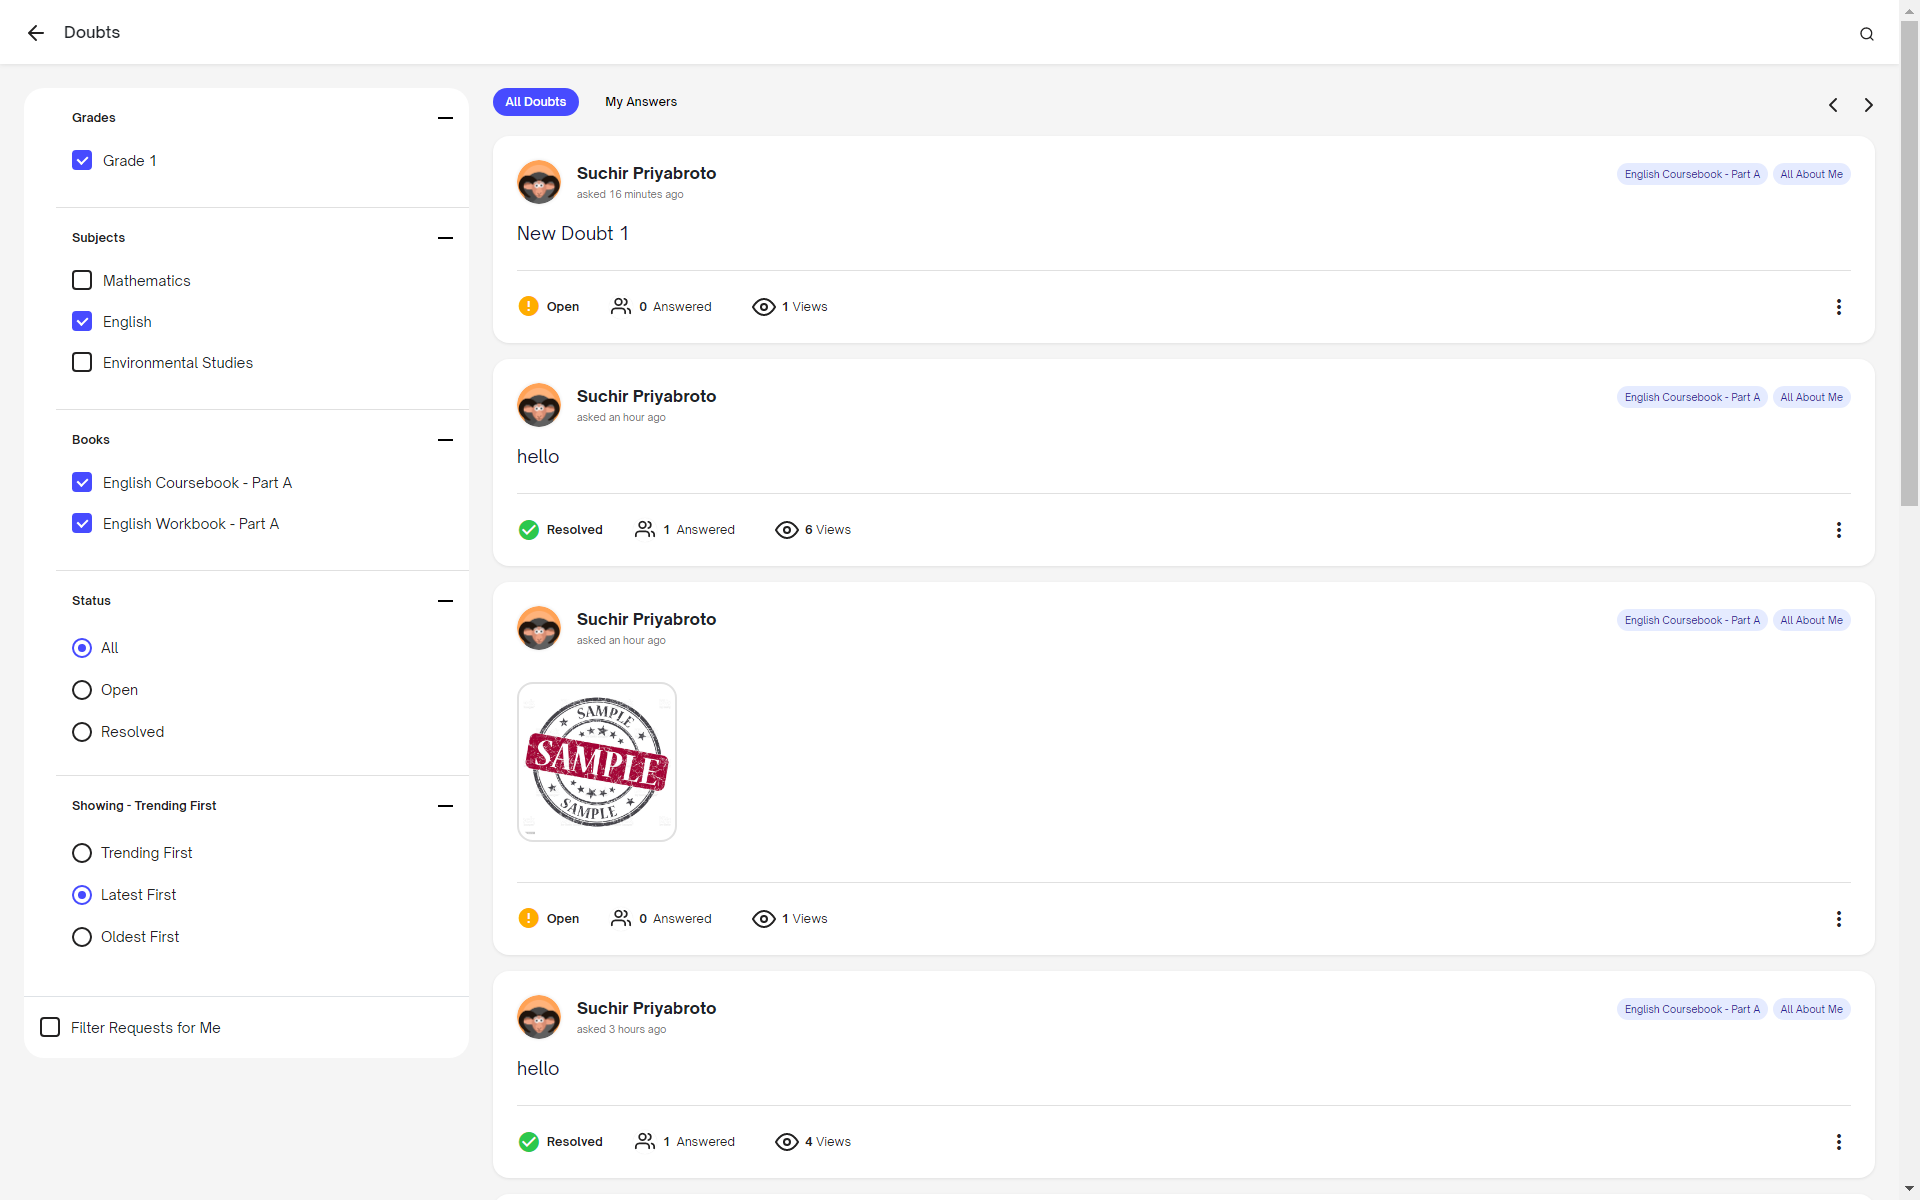 Doubts
Grades
Grade 1
Subjects
Mathematics
English
Environmental Studies
Books
English Coursebook - Part A
English Workbook - Part A
Status
All
Open
Resolved
Showing - Trending First
Trending First
Latest First
Oldest First
Filter Requests for Me
All Doubts My Answers
Suchir Priyabroto
asked 16 minutes ago
English Coursebook - Part A All About Me
New Doubt 1
Open 0 Answered 1 Views
Suchir Priyabroto
asked an hour ago
English Coursebook - Part A All About Me
hello
Resolved 1 Answered 6 Views
Suchir Priyabroto
asked an hour ago
English Coursebook - Part A All About Me
SAMPLE
SAMPLE
SAMPLE
Open 0 Answered 1 Views
Suchir Priyabroto
asked 3 hours ago
English Coursebook - Part A All About Me
hello
Resolved 1 Answered 4 Views